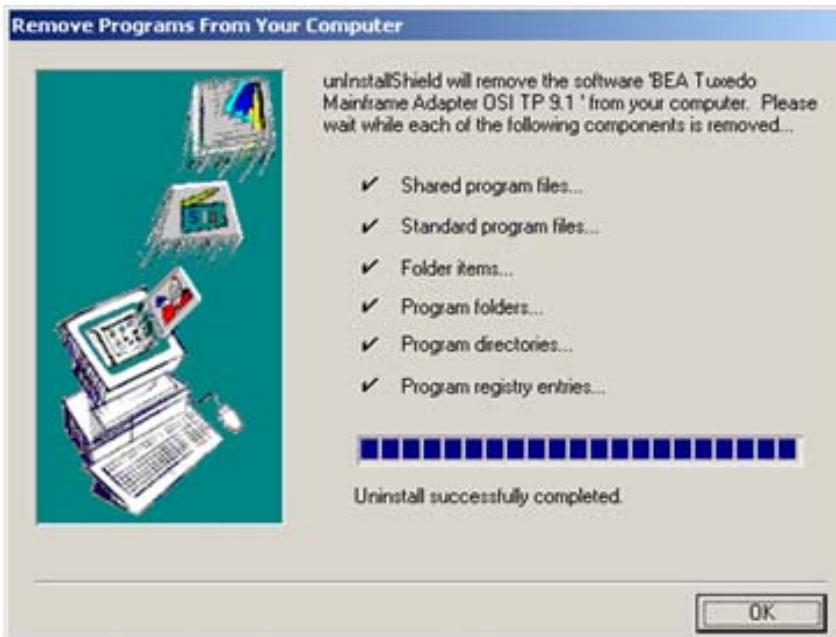 Remove Programs From Your Computer
unInstallShield will remove the software 'BEA Tuxedo
Mainframe Adapter OSI TP 9.1 ' from your computer. Please
wait while each of the following components is removed...
✔ Shared program files...
✔ Standard program files...
✔ Folder items...
✔ Program folders...
✔ Program directories...
✔ Program registry entries...
Uninstall successfully completed.
OK